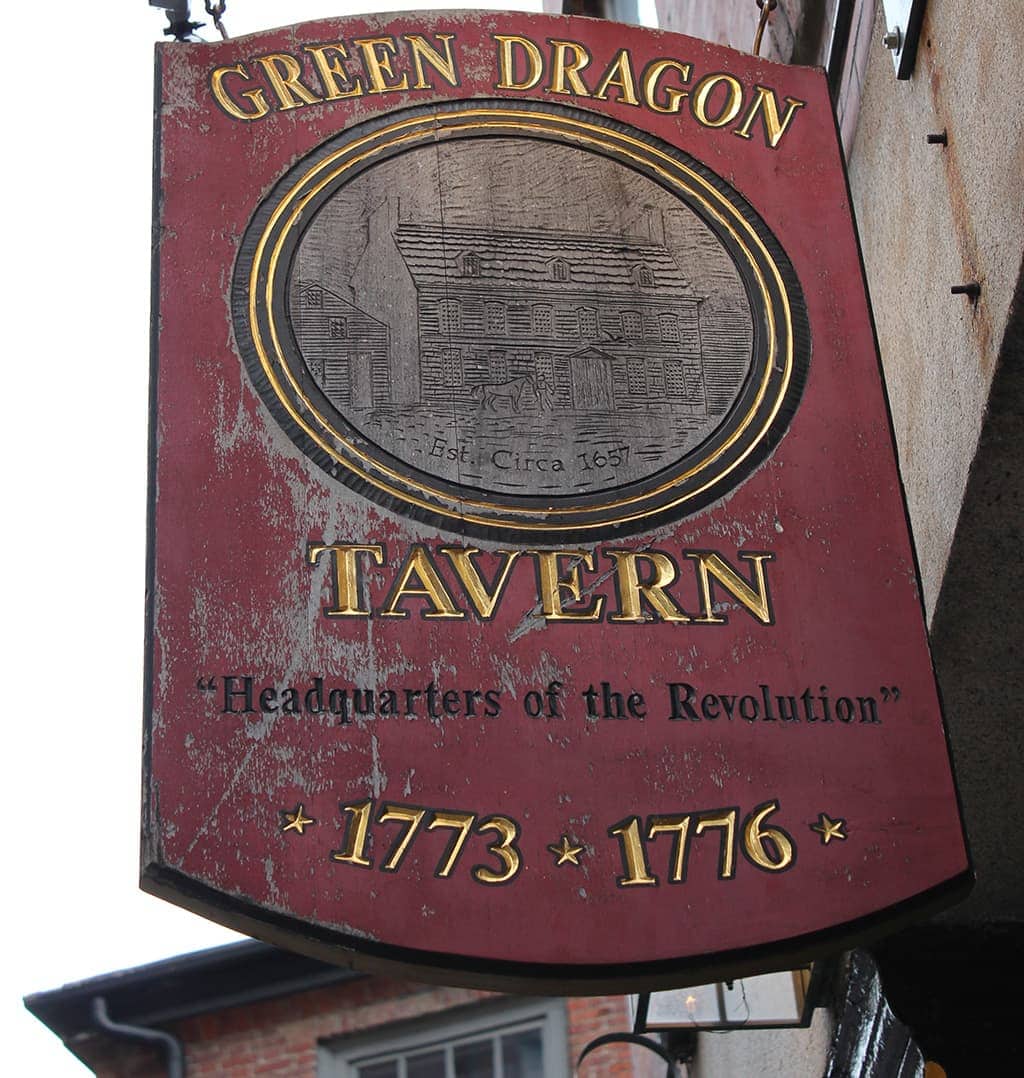 GREEN DRAGON
Est. Circa 1657
TAVERN
“Headquarters of the Revolution”
★ 1773 ★ 1776 ★